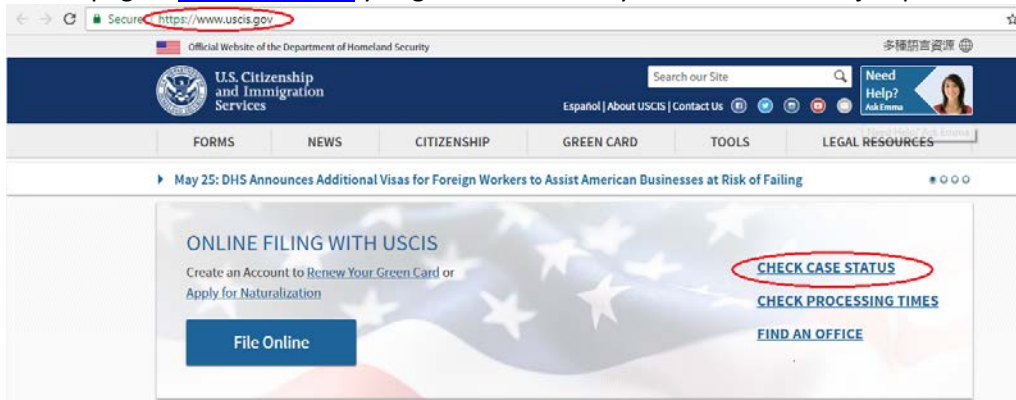 Secure https://www.uscis.gov
Official Website of the Department of Homeland Security 多種語言資源
U.S. Citizenship
and Immigration
Services
Search our Site
Need
Help?
Ask Emma
Español | About USCIS | Contact Us
FORMS NEWS CITIZENSHIP GREEN CARD TOOLS LEGAL RESOURCES
May 25: DHS Announces Additional Visas for Foreign Workers to Assist American Businesses at Risk of Failing
ONLINE FILING WITH USCIS
Create an Account to Renew Your Green Card or
Apply for Naturalization
File Online
CHECK CASE STATUS
CHECK PROCESSING TIMES
FIND AN OFFICE